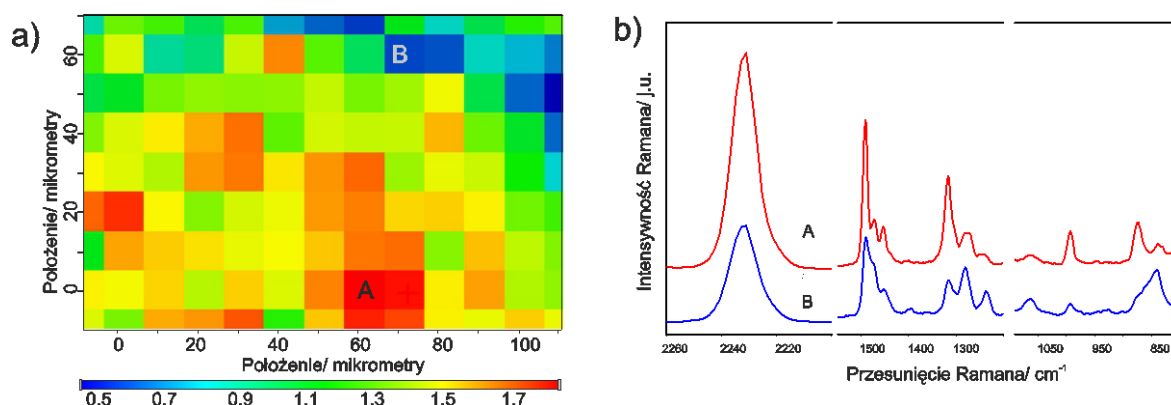 a)
B
A
Położenie/ mikrometry
60
40
20
0
0 20 40 60 80 100
Położenie/ mikrometry
0.5 0.7 0.9 1.1 1.3 1.5 1.7
b)
Intensywność Ramana/ j.u.
A
B
2260 2240 2220 1500 1300 1050 950 850
Przesunięcie Ramana/ cm⁻¹